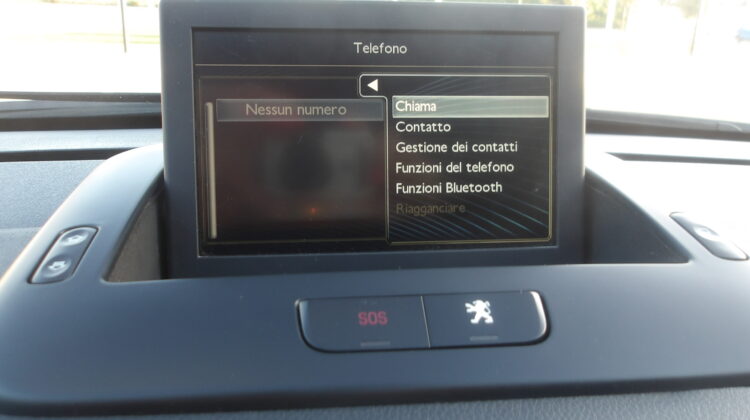 Telefono
Nessun numero
Chiama
Contatto
Gestione dei contatti
Funzioni del telefono
Funzioni Bluetooth
Riagganciare
SOS